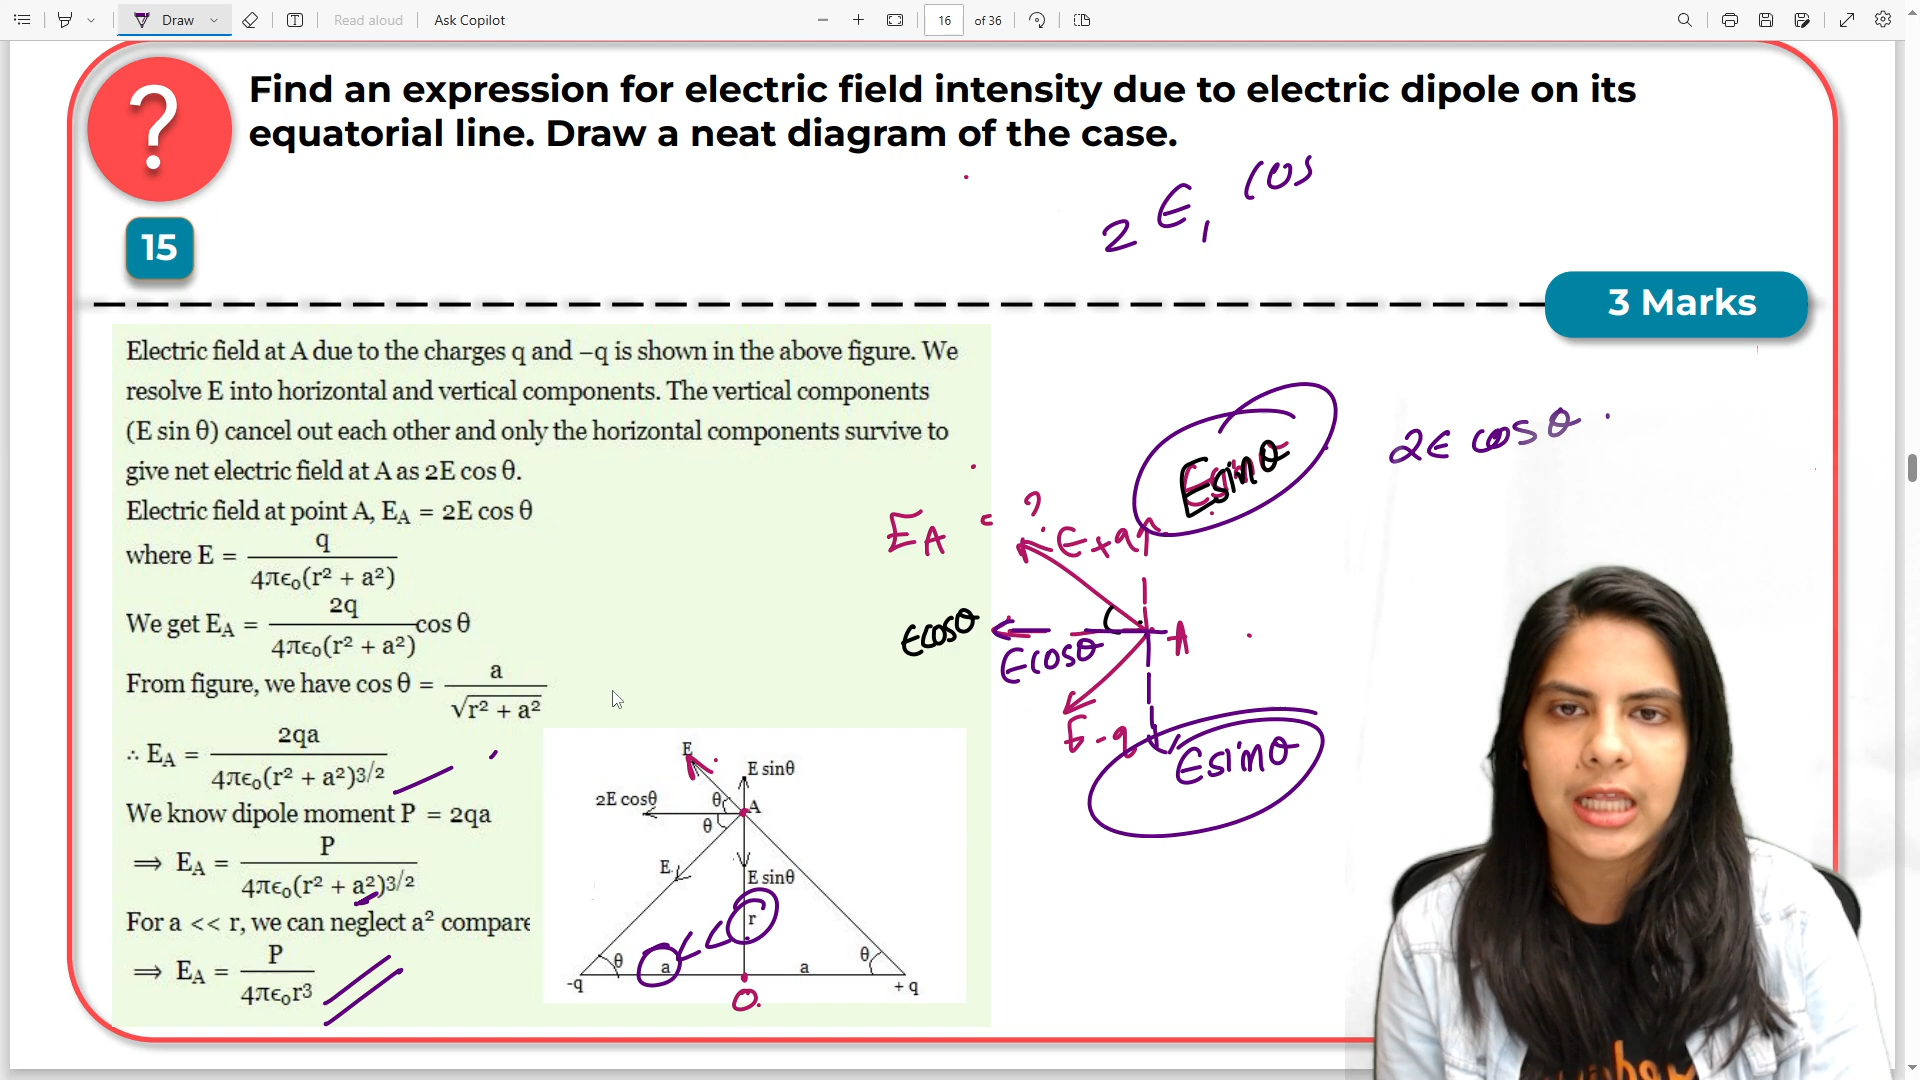 Draw
Read aloud
Ask Copilot
16 of 36
?
Find an expression for electric field intensity due to electric dipole on its
equatorial line. Draw a neat diagram of the case.
2 E₁ cos
15
3 Marks
Electric field at A due to the charges q and –q is shown in the above figure. We
resolve E into horizontal and vertical components. The vertical components
(E sin θ) cancel out each other and only the horizontal components survive to
give net electric field at A as 2E cos θ.
Electric field at point A, E_A = 2E cos θ
where E = q / 4πϵ₀(r² + a²)
We get E_A = 2q / 4πϵ₀(r² + a²) cos θ
From figure, we have cos θ = a / √r² + a²
∴ E_A = 2qa / 4πϵ₀(r² + a²)3/2
We know dipole moment P = 2qa
⟹ E_A = P / 4πϵ₀(r² + a²)3/2
For a << r, we can neglect a² compare
⟹ E_A = P / 4πϵ₀r³
E
E sinθ
2E cosθ
θ
A
θ
E
E sinθ
r
<<
θ
a
a
θ
-q
+ q
O
Esinθ
2E cosθ
E_A = ?
E+q
Ecosθ
Ecosθ
A
E-q
Esinθ